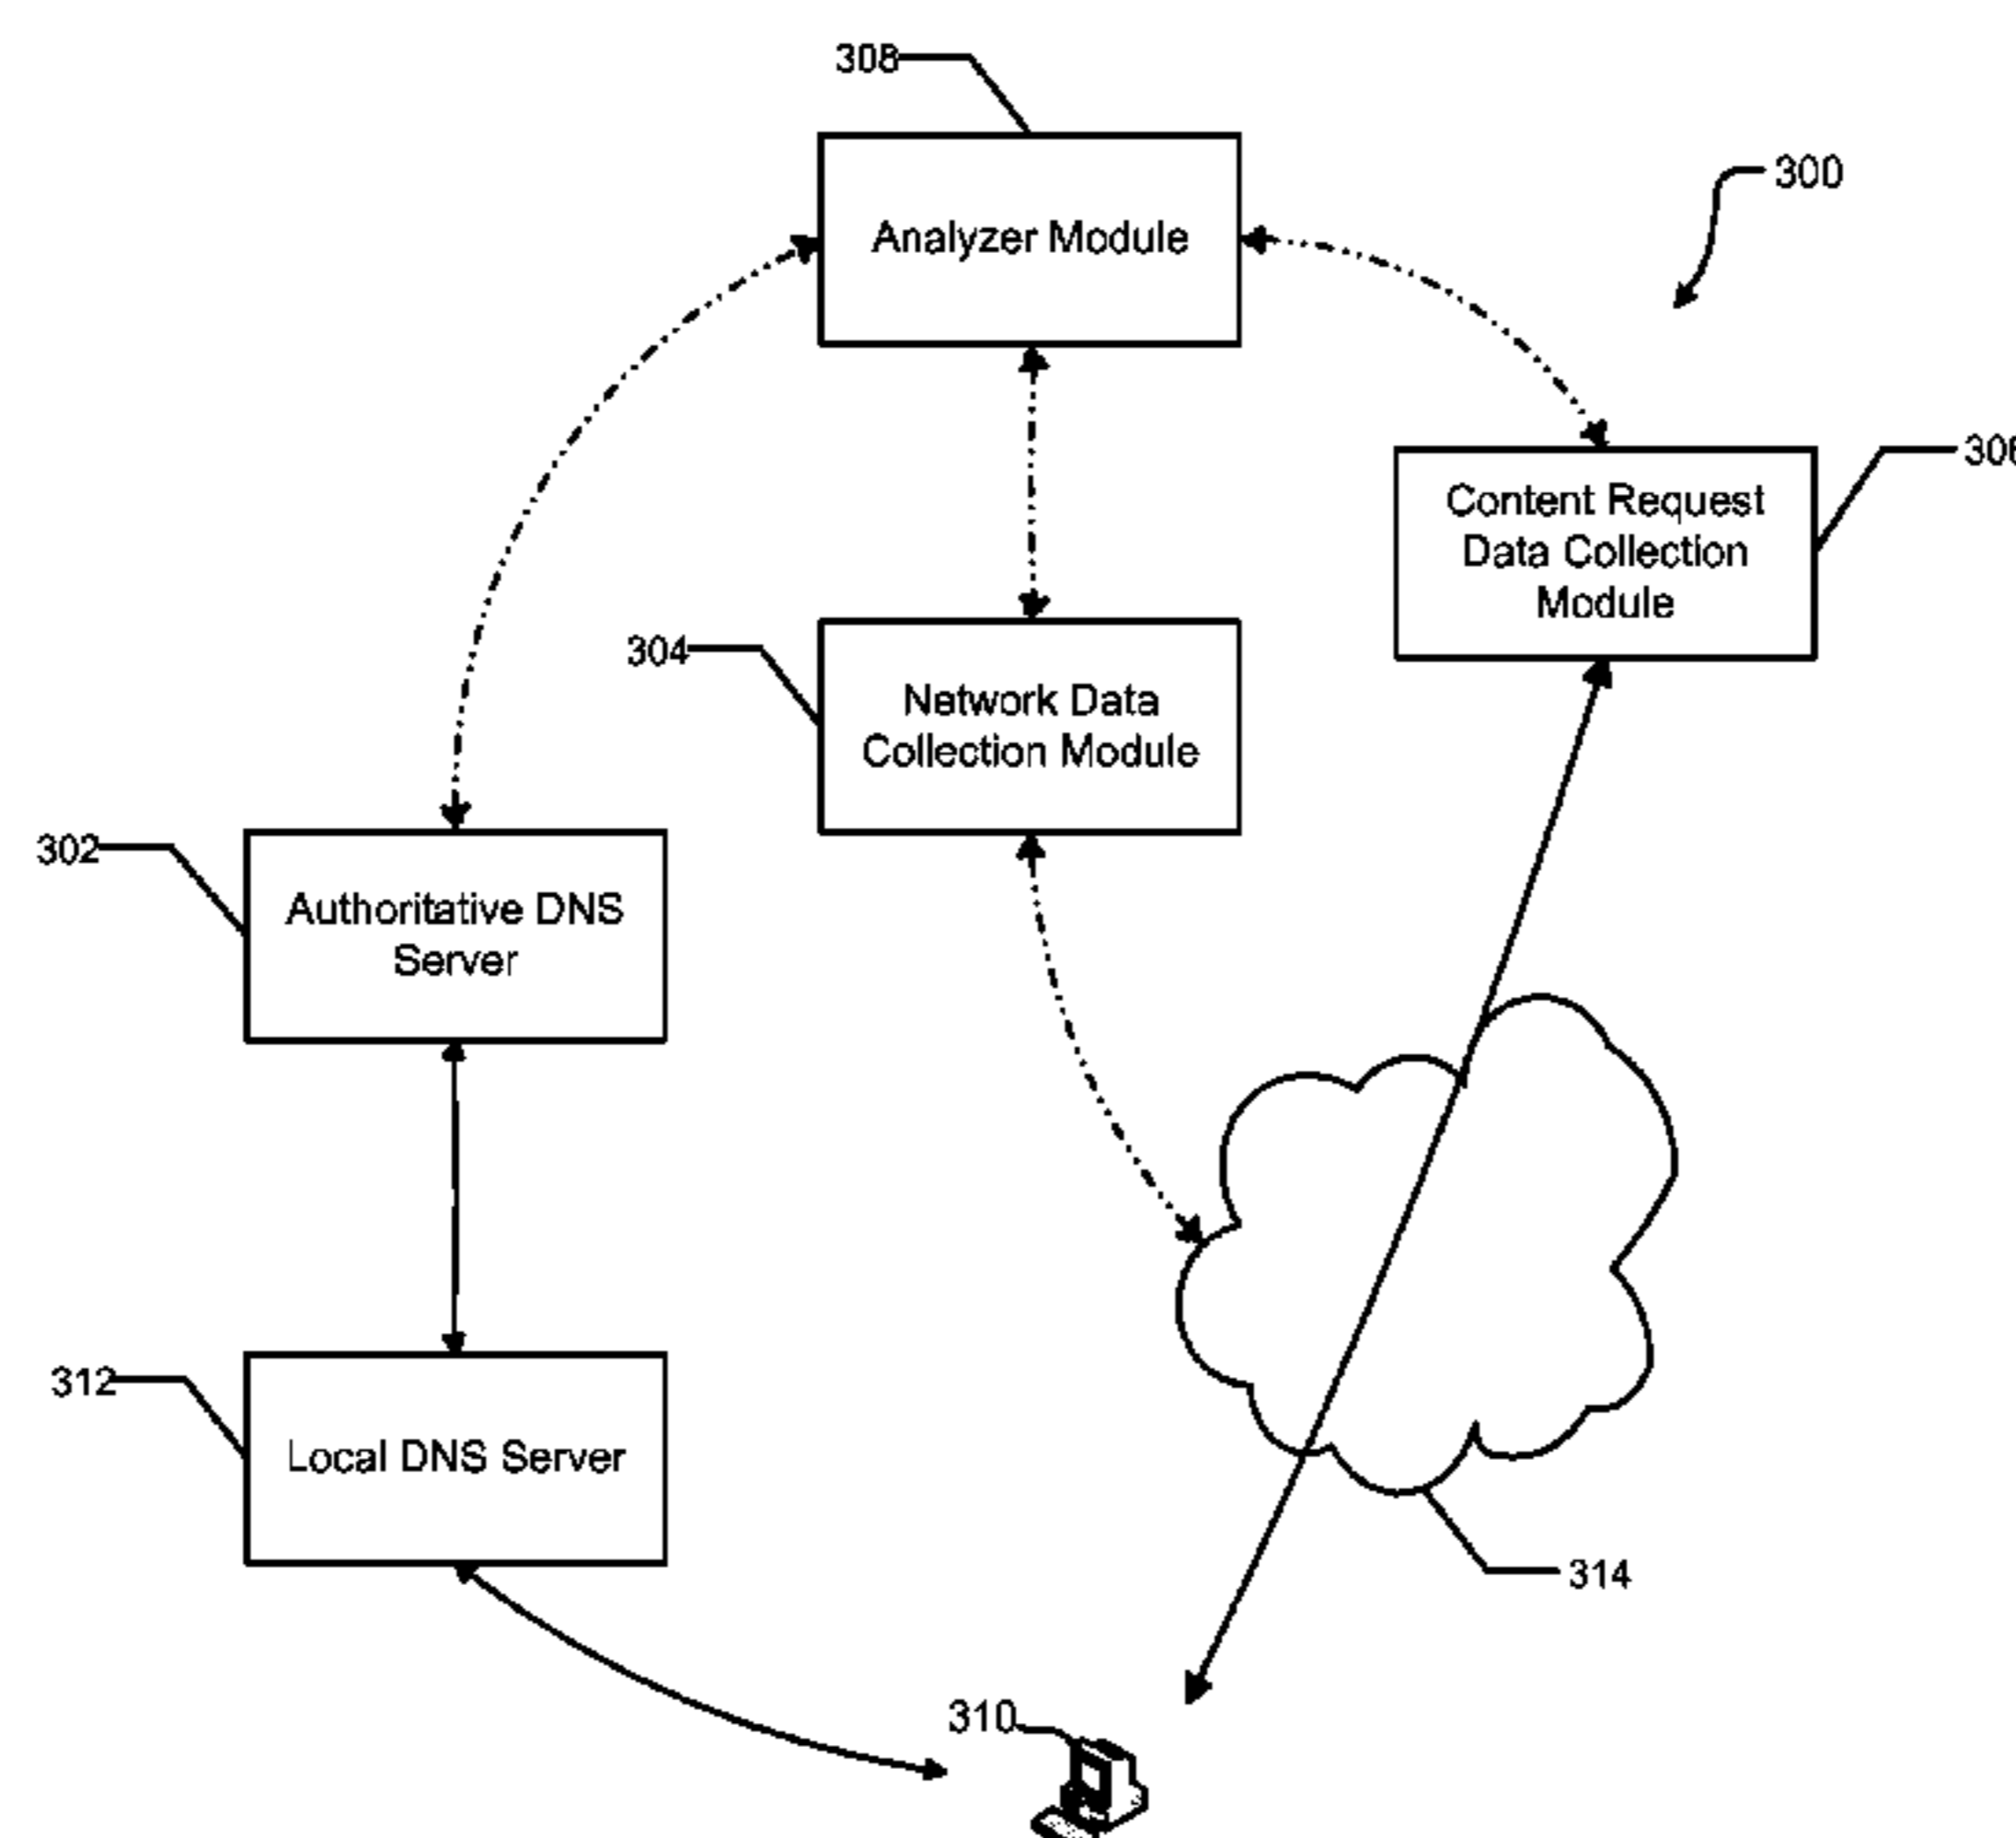 308
300
Analyzer Module
306
Content Request
Data Collection
Module
304
Network Data
Collection Module
302
Authoritative DNS
Server
312
Local DNS Server
314
310